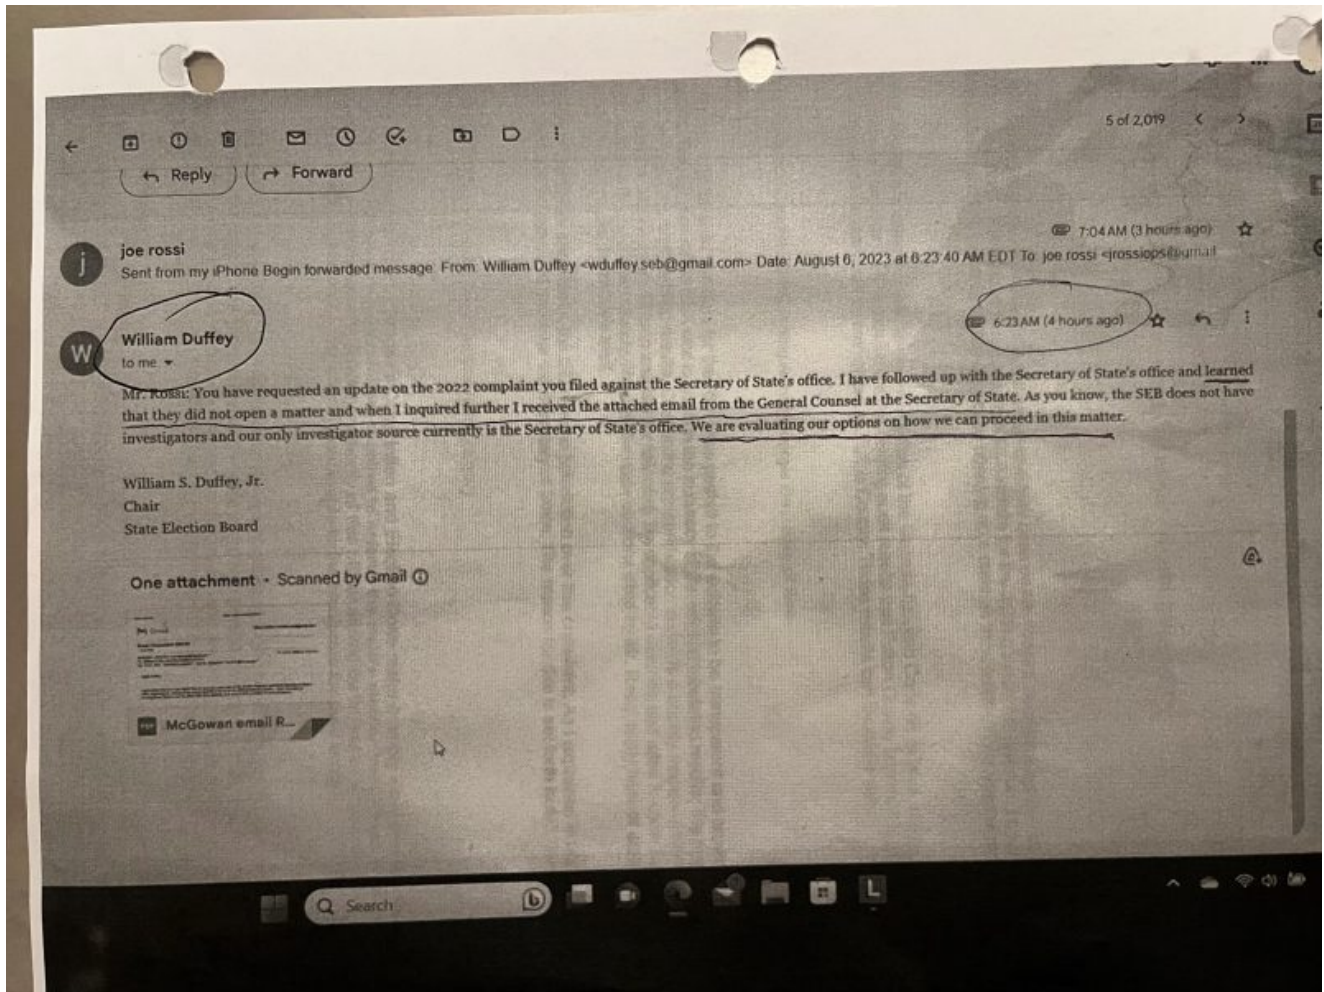 5 of 2,019
Reply
Forward
j
joe rossi
7:04 AM (3 hours ago)
Sent from my iPhone Begin forwarded message: From: William Duffey <wduffey.seb@gmail.com> Date: August 6, 2023 at 6:23:40 AM EDT To: joe rossi
W
William Duffey
6:23 AM (4 hours ago)
to me
Mr. Rossi: You have requested an update on the 2022 complaint you filed against the Secretary of State's office. I have followed up with the Secretary of State's office and learned
that they did not open a matter and when I inquired further I received the attached email from the General Counsel at the Secretary of State. As you know, the SEB does not have
investigators and our only investigator source currently is the Secretary of State's office. We are evaluating our options on how we can proceed in this matter.
William S. Duffey, Jr.
Chair
State Election Board
One attachment • Scanned by Gmail
McGowan email R...
Search
b
L